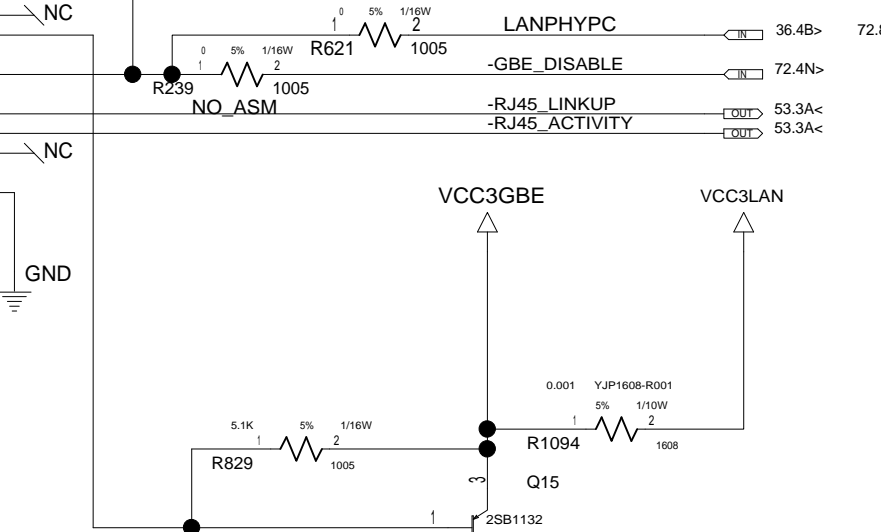 NC
0 5% 1/16W
1 2
R621 1005
LANPHYPC
IN 36.4B> 72.8
0 5% 1/16W
1 2
R239 1005
NO_ASM
-GBE_DISABLE
IN 72.4N>
-RJ45_LINKUP
OUT 53.3A<
-RJ45_ACTIVITY
OUT 53.3A<
NC
VCC3GBE
VCC3LAN
GND
0.001 YJP1608-R001
5% 1/10W
1 2
R1094 1608
5.1K 5% 1/16W
1 2
R829 1005
3 Q15
1 2SB1132